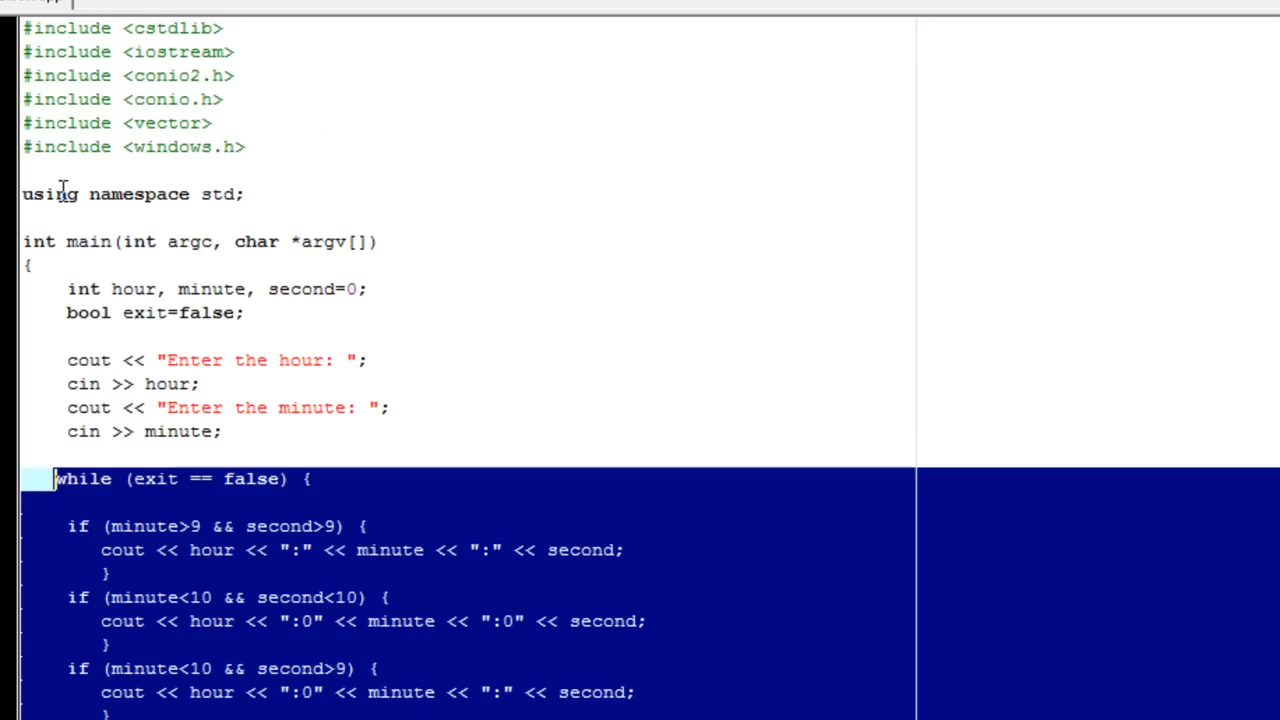 #include <cstdlib>
#include <iostream>
#include <conio2.h>
#include <conio.h>
#include <vector>
#include <windows.h>
using namespace std;
int main(int argc, char *argv[])
{
int hour, minute, second=0;
bool exit=false;
cout << "Enter the hour: ";
cin >> hour;
cout << "Enter the minute: ";
cin >> minute;
while (exit == false) {
if (minute>9 && second>9) {
cout << hour << ":" << minute << ":" << second;
}
if (minute<10 && second<10) {
cout << hour << ":0" << minute << ":0" << second;
}
if (minute<10 && second>9) {
cout << hour << ":0" << minute << ":" << second;
}